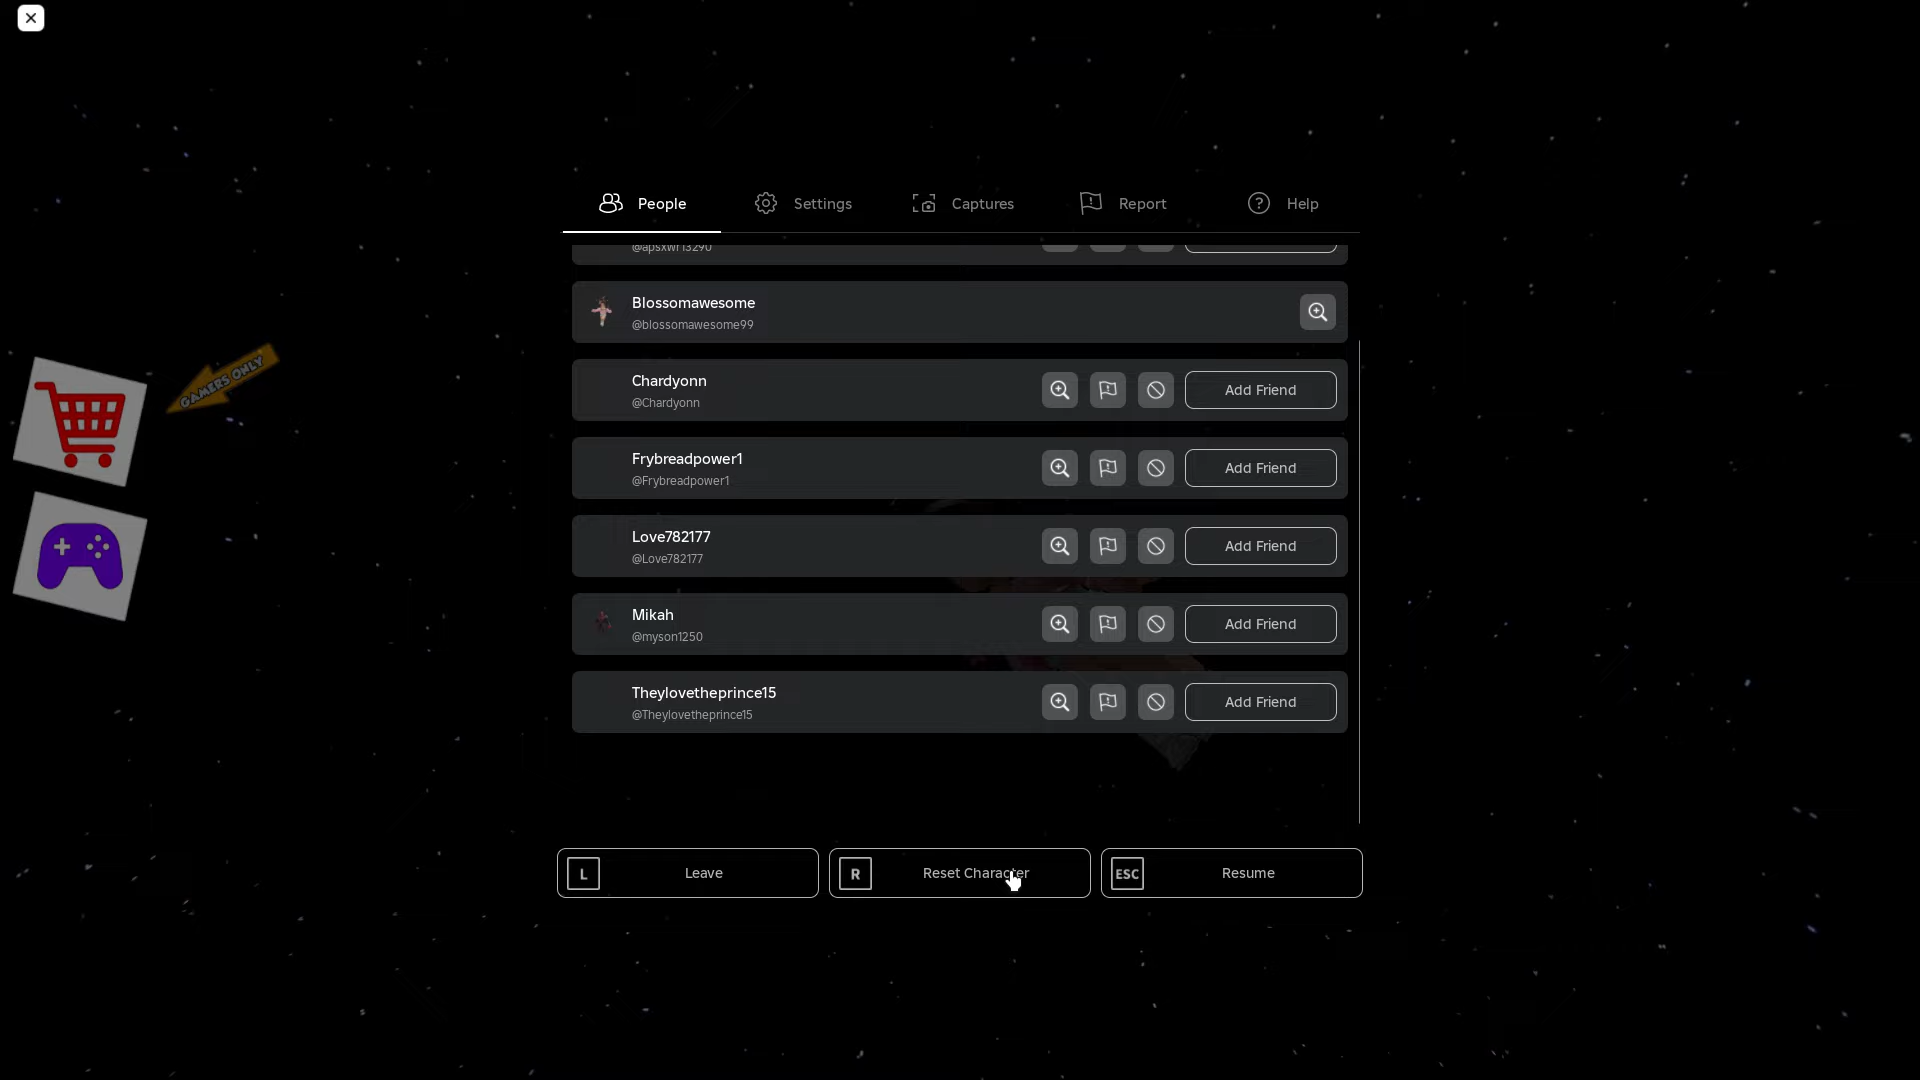 People Settings Captures Report Help
@apsxwr13290
Blossomawesome
@blossomawesome99
Chardyonn
@Chardyonn
Add Friend
Frybreadpower1
@Frybreadpower1
Add Friend
Love782177
@Love782177
Add Friend
Mikah
@myson1250
Add Friend
Theylovetheprince15
@Theylovetheprince15
Add Friend
GAMERS ONLY
L Leave
R Reset Character
ESC Resume